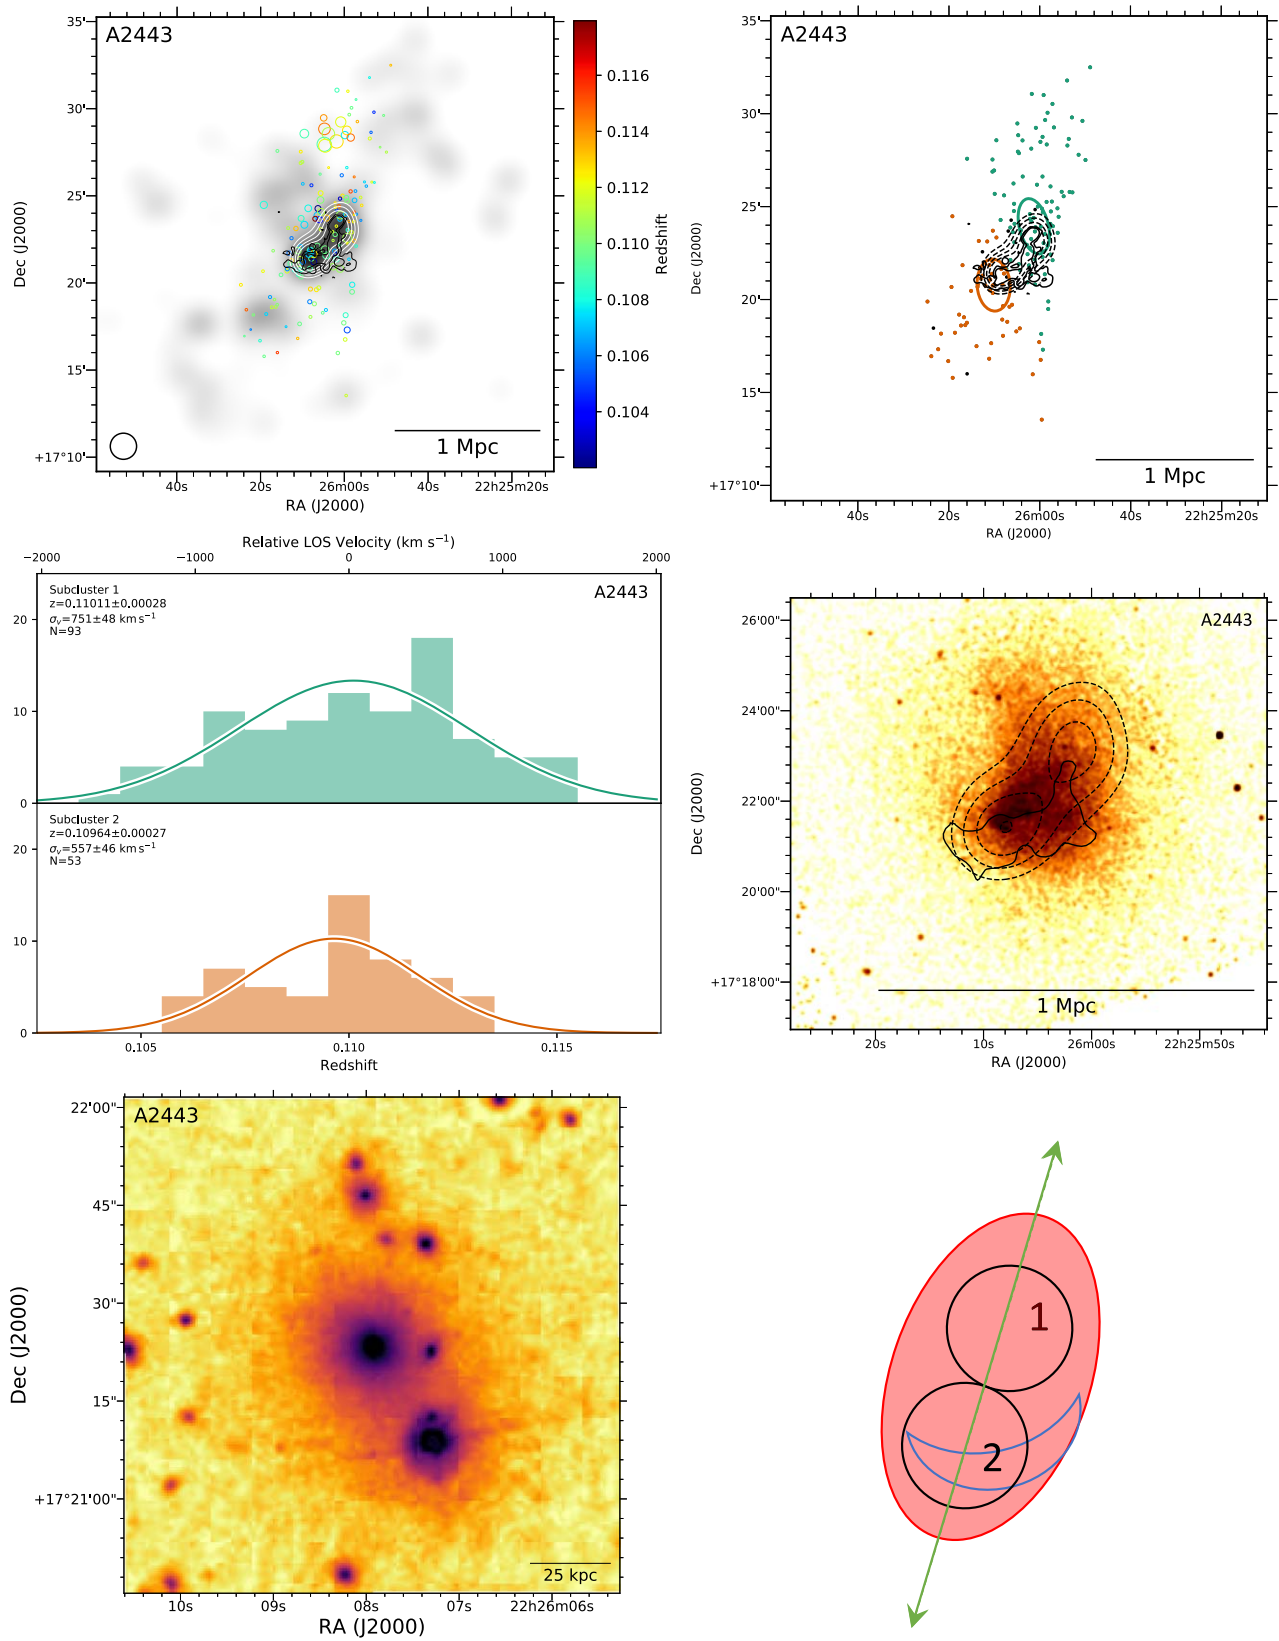 A2443
35'
30'
25'
20'
15'
+17°10'
Dec (J2000)
40s 20s 26m00s 40s 22h25m20s
RA (J2000)
1 Mpc
0.116
0.114
0.112
0.110
0.108
0.106
0.104
Redshift
A2443
35'
30'
25'
20'
15'
+17°10'
Dec (J2000)
40s 20s 26m00s 40s 22h25m20s
RA (J2000)
1 Mpc
Relative LOS Velocity (km s⁻¹)
−2000 −1000 0 1000 2000
Subcluster 1
z=0.11011±0.00028
σᵥ=751±48 km s⁻¹
N=93
A2443
20
10
0
Subcluster 2
z=0.10964±0.00027
σᵥ=557±46 km s⁻¹
N=53
20
10
0
0.105 0.110 0.115
Redshift
A2443
26'00"
24'00"
22'00"
20'00"
+17°18'00"
Dec (J2000)
1 Mpc
20s 10s 26m00s 22h25m50s
RA (J2000)
A2443
22'00"
45"
30"
15"
+17°21'00"
Dec (J2000)
25 kpc
10s 09s 08s 07s 22h26m06s
RA (J2000)
1
2